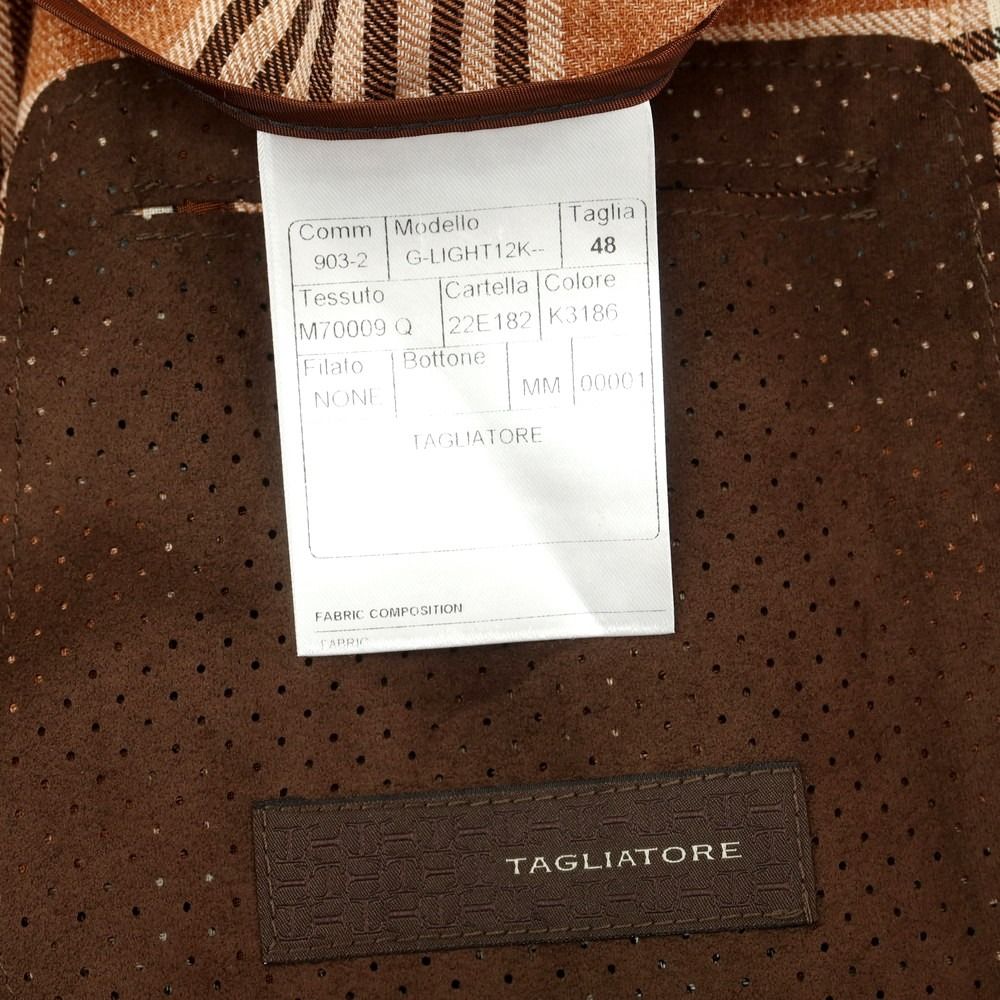 Comm Modello Taglia
903-2 G-LIGHT12K-- 48
Tessuto Cartella Colore
M70009 Q 22E182 K3186
Filato Bottone
NONE MM 00001
TAGLIATORE
FABRIC COMPOSITION
FABRIC
TAGLIATORE